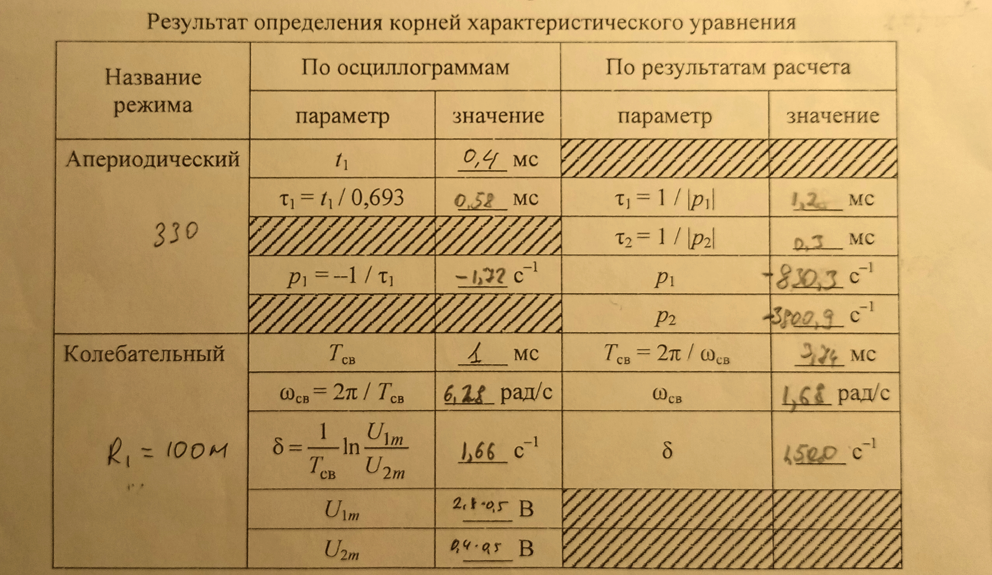 Результат определения корней характеристического уравнения
Название режима
По осциллограммам
По результатам расчета
параметр
значение
параметр
значение
Апериодический
330
t₁
0,4 мс
τ₁ = t₁ / 0,693
0,58 мс
τ₁ = 1 / |p₁|
1,2 мс
τ₂ = 1 / |p₂|
0,3 мс
p₁ = –1 / τ₁
-1,72 с⁻¹
p₁
-830,3 с⁻¹
p₂
-3800,9 с⁻¹
Колебательный
R₁ = 100м
Tсв
1 мс
Tсв = 2π / ωсв
3,74 мс
ωсв = 2π / Tсв
6,28 рад/с
ωсв
1,68 рад/с
δ = 1/Tсв ln U₁m/U₂m
1,66 с⁻¹
δ
с⁻¹
U₁m
2,1·0,5 В
U₂m
0,4·0,5 В